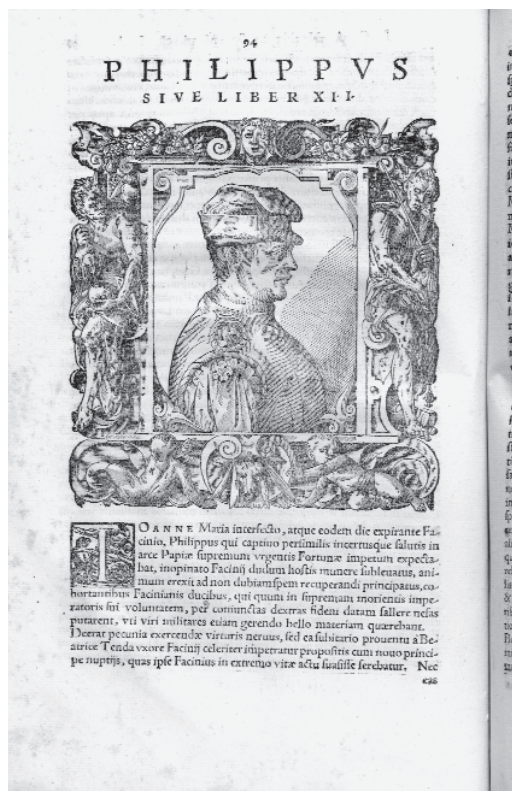 94
PHILIPPVS
SIVE LIBER XII.
IOANNE Maria interfecto, atque eodem die expirante Fa-
cinio, Philippus qui captiuo persimilis incertusque salutis in
arce Papiæ supremum vrgentis Fortunæ impetum expecta-
bat, inopinato Facinij dudum hostis munere subleuatus, ani-
mum erexit ad non dubiam spem recuperandi principatus, co-
hortantibus Facinianis ducibus, qui quum in supremam morientis impe-
ratoris sui voluntatem, per coniunctas dextras fidem datam fallere nefas
putarent, vti viri militares etiam gerendo bello materiam quærebant.
Deerat pecunia exercendæ virtutis neruus, sed ea subitario prouentu à Be-
atrice Tenda vxore Facinij celeriter impetratur propositis cum nouo princi-
pe nuptijs, quas ipse Facinius in extremo vitæ actu suasisse ferebatur. Nec
eas